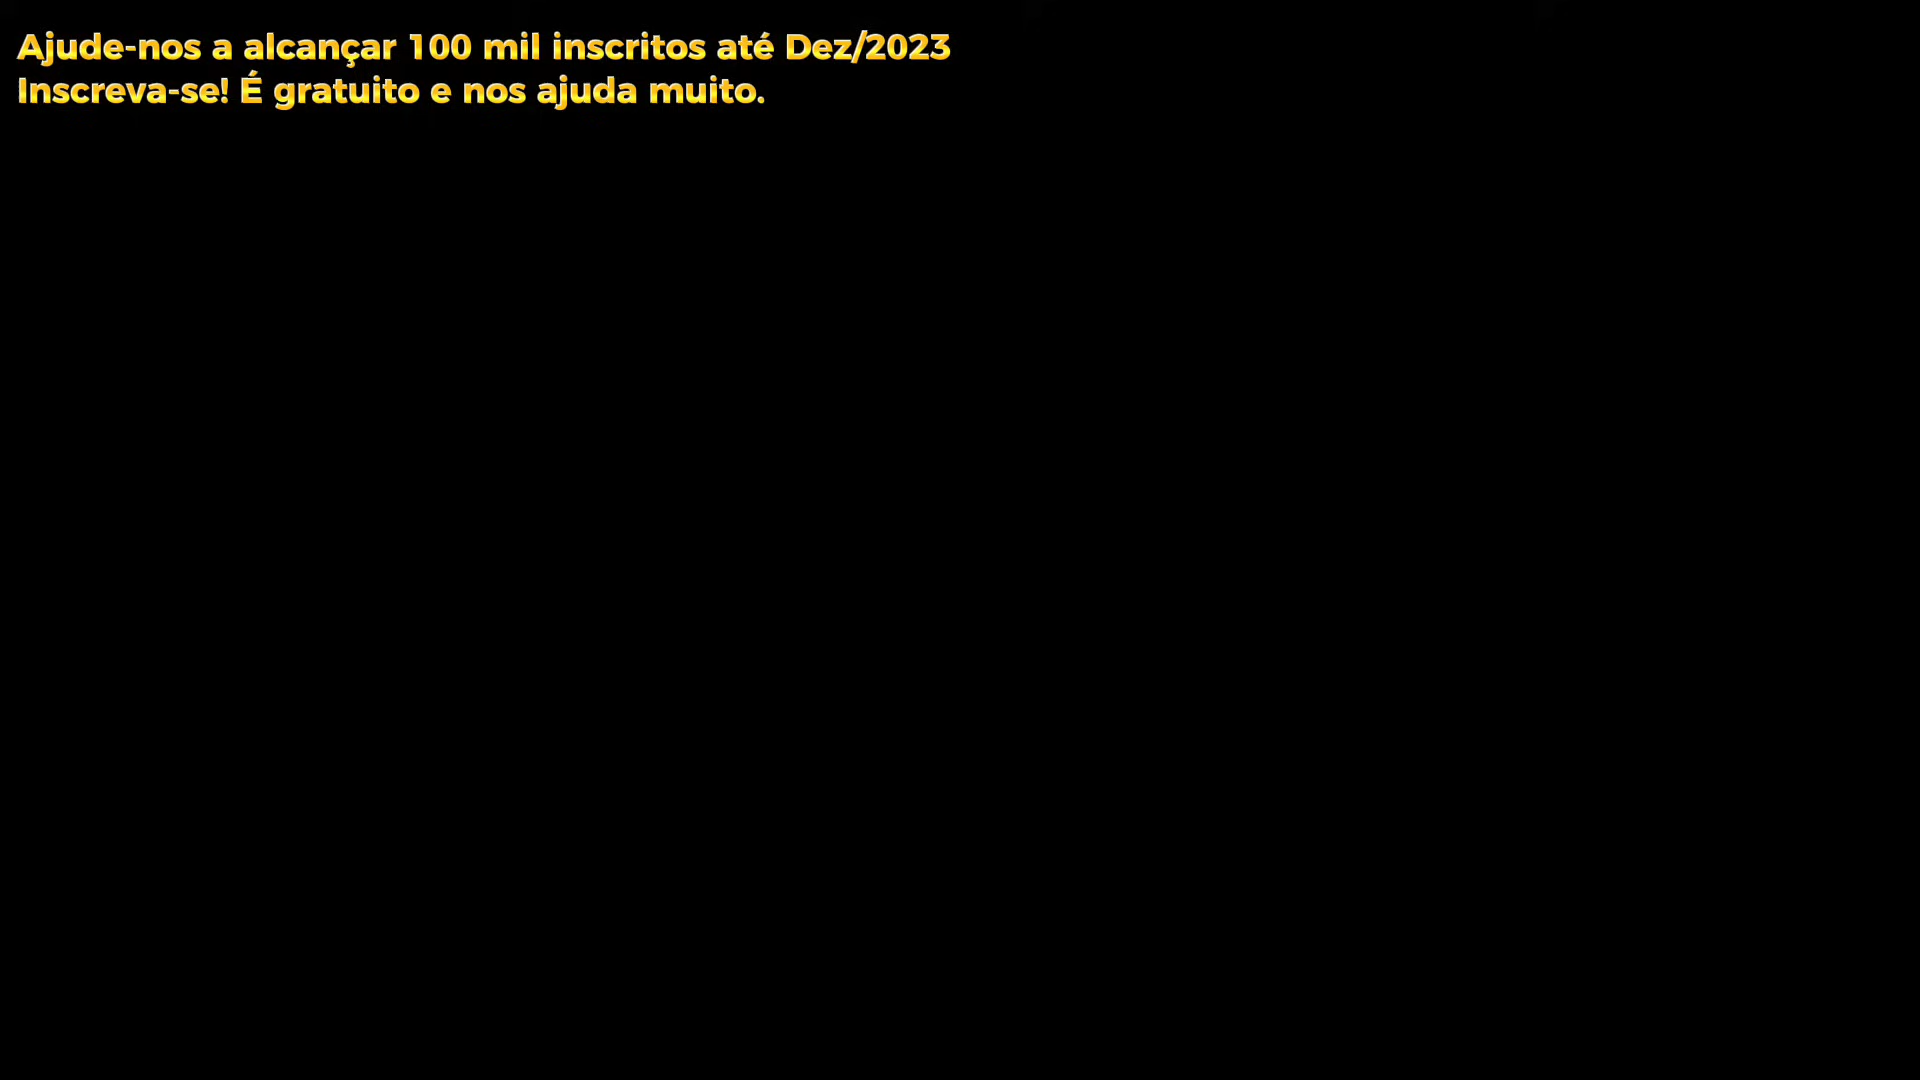 Ajude-nos a alcançar 100 mil inscritos até Dez/2023
Inscreva-se! É gratuito e nos ajuda muito.